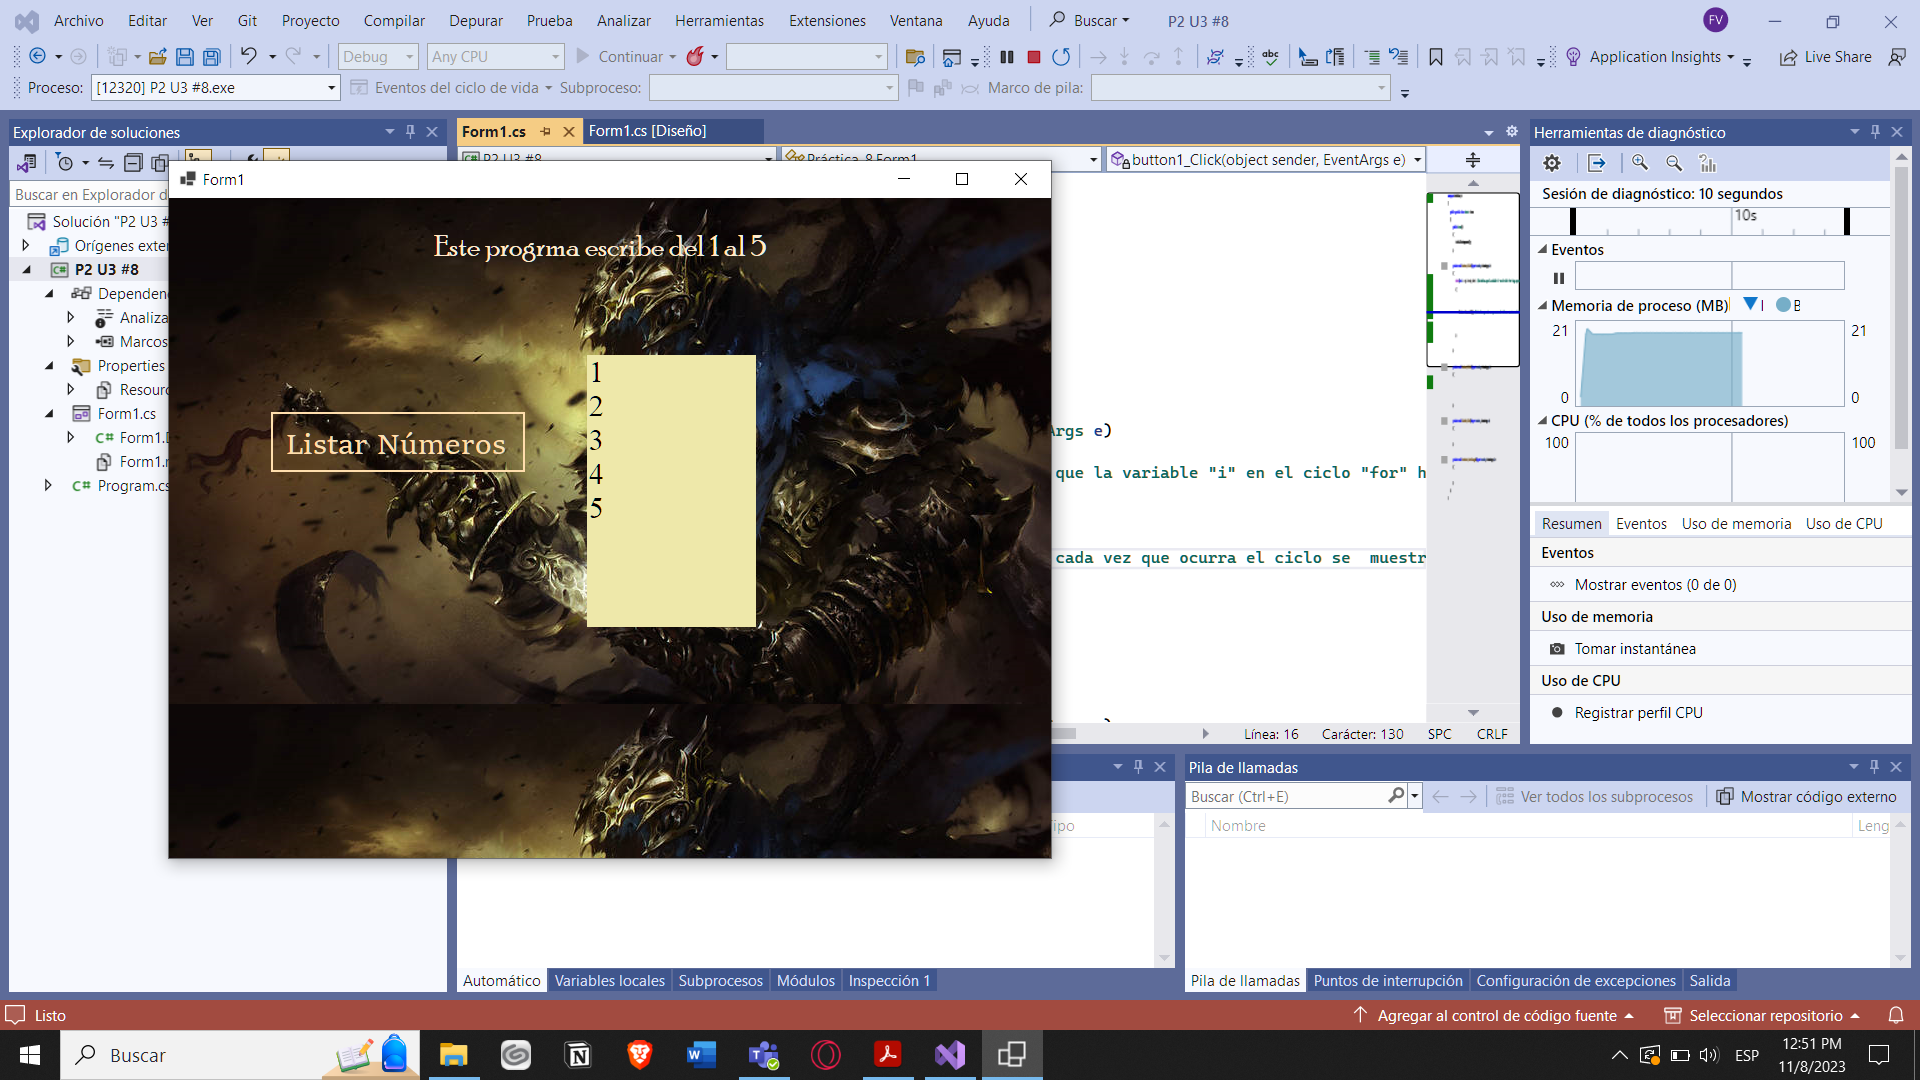 Archivo Editar Ver Git Proyecto Compilar Depurar Prueba Analizar Herramientas Extensiones Ventana Ayuda Buscar P2 U3 #8 FV
Debug Any CPU Continuar Application Insights Live Share
Proceso: [12320] P2 U3 #8.exe Eventos del ciclo de vida Subproceso: Marco de pila:
Explorador de soluciones
Buscar en Explorador d
Solución "P2 U3 #
Orígenes exter
P2 U3 #8
Dependen
Analiza
Marcos
Properties
Resourc
Form1.cs
Form1.D
Form1.r
Program.cs
Form1.cs Form1.cs [Diseño]
P2 U3 #8 Práctica_8.Form1 button1_Click(object sender, EventArgs e)
Form1
Este progrma escribe del 1 al 5
Listar Números
1
2
3
4
5
Args e)
que la variable "i" en el ciclo "for" h
cada vez que ocurra el ciclo se  muestr
Línea: 16 Carácter: 130 SPC CRLF
Herramientas de diagnóstico
Sesión de diagnóstico: 10 segundos
10s
Eventos
Memoria de proceso (MB) I B
21 21
0 0
CPU (% de todos los procesadores)
100 100
Resumen Eventos Uso de memoria Uso de CPU
Eventos
Mostrar eventos (0 de 0)
Uso de memoria
Tomar instantánea
Uso de CPU
Registrar perfil CPU
ipo
Automático Variables locales Subprocesos Módulos Inspección 1
Pila de llamadas
Buscar (Ctrl+E) Ver todos los subprocesos Mostrar código externo
Nombre Leng
Pila de llamadas Puntos de interrupción Configuración de excepciones Salida
Listo Agregar al control de código fuente Seleccionar repositorio
Buscar ESP 12:51 PM
11/8/2023